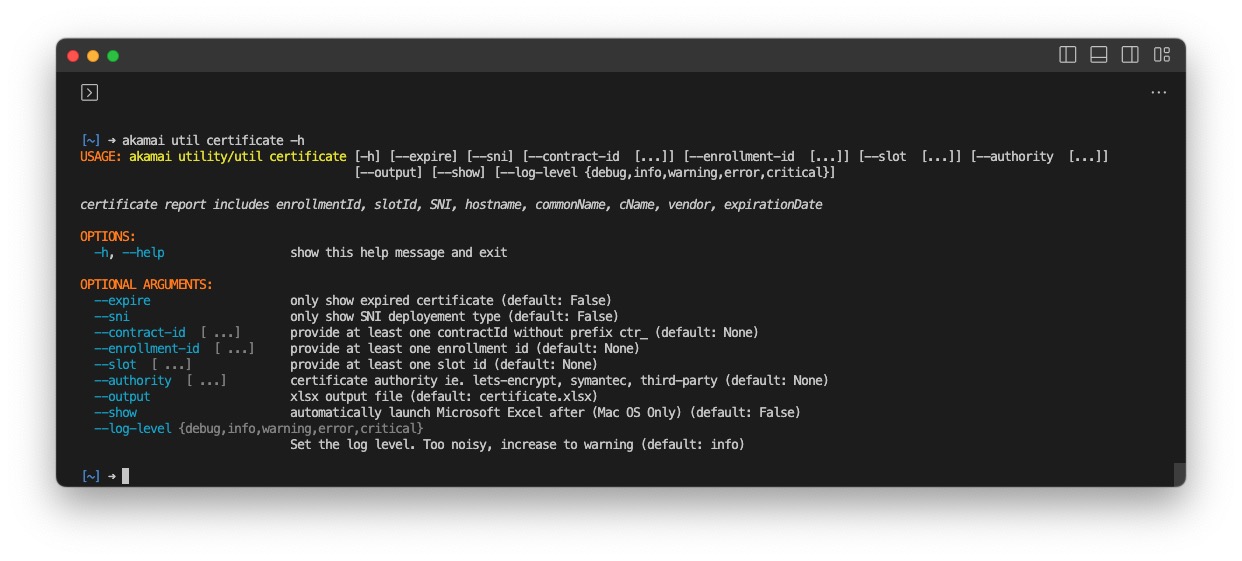 [~] → akamai util certificate -h
USAGE: akamai utility/util certificate [-h] [--expire] [--sni] [--contract-id  [...]] [--enrollment-id  [...]] [--slot  [...]] [--authority  [...]]
[--output] [--show] [--log-level {debug,info,warning,error,critical}]
certificate report includes enrollmentId, slotId, SNI, hostname, commonName, cName, vendor, expirationDate
OPTIONS:
-h, --help show this help message and exit
OPTIONAL ARGUMENTS:
--expire only show expired certificate (default: False)
--sni only show SNI deployement type (default: False)
--contract-id  [ ...] provide at least one contractId without prefix ctr_ (default: None)
--enrollment-id  [ ...] provide at least one enrollment id (default: None)
--slot  [ ...] provide at least one slot id (default: None)
--authority  [ ...] certificate authority ie. lets-encrypt, symantec, third-party (default: None)
--output xlsx output file (default: certificate.xlsx)
--show automatically launch Microsoft Excel after (Mac OS Only) (default: False)
--log-level {debug,info,warning,error,critical}
Set the log level. Too noisy, increase to warning (default: info)
[~] →